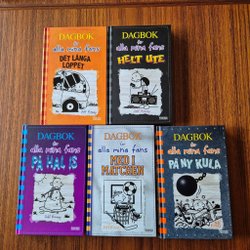 DAGBOK
för
alla mina fans
DET LÅNGA
LOPPET
DAGBOK
för
alla mina fans
HELT UTE
DAGBOK
för
alla mina fans
PÅ HAL IS
DAGBOK
för
alla mina fans
MED I
MATCHEN
DAGBOK
för
alla mina fans
PÅ NY KULA